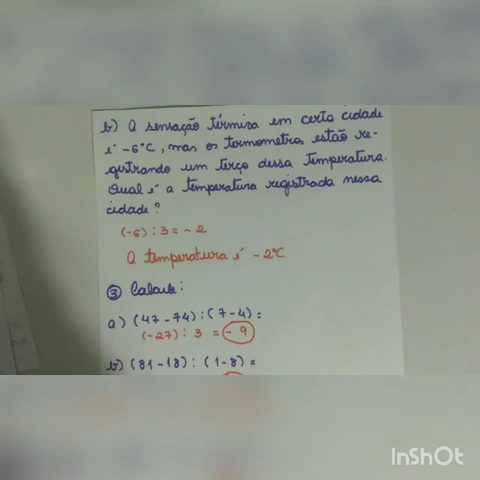 b) A sensação térmisa em certa cidade
é -6°C, mas os termometros estão re-
gistrando um terço dessa temperatura.
Qual é a temperatura registrada nessa
cidade?
(-6) : 3 = - 2
A temperatura é -2°C
③ Calcule:
a) (47 - 74) : (7 - 4) =
(-27) : 3 = - 9
b) (81 - 18) : (1 - 8) =
InShOt